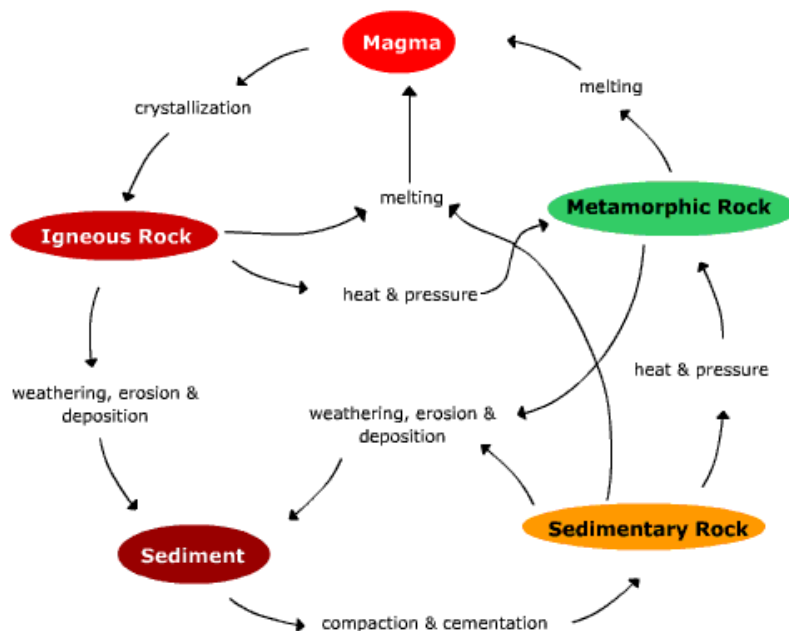 Magma
melting
crystallization
melting
Metamorphic Rock
Igneous Rock
heat & pressure
heat & pressure
weathering, erosion &
deposition
weathering, erosion &
deposition
Sedimentary Rock
Sediment
compaction & cementation